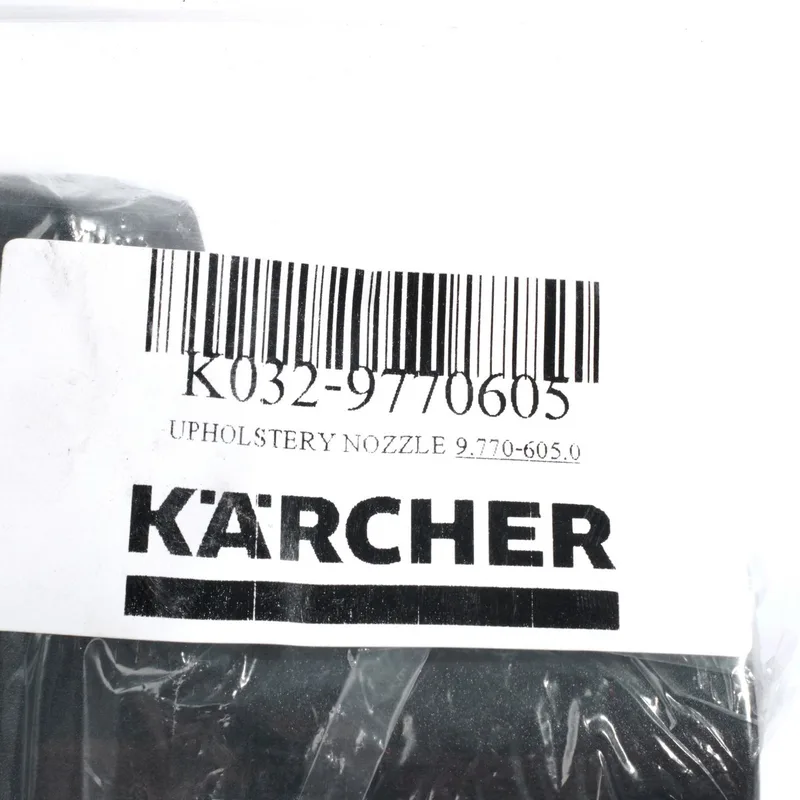 K032-9770605
UPHOLSTERY NOZZLE 9.770-605.0
KÄRCHER